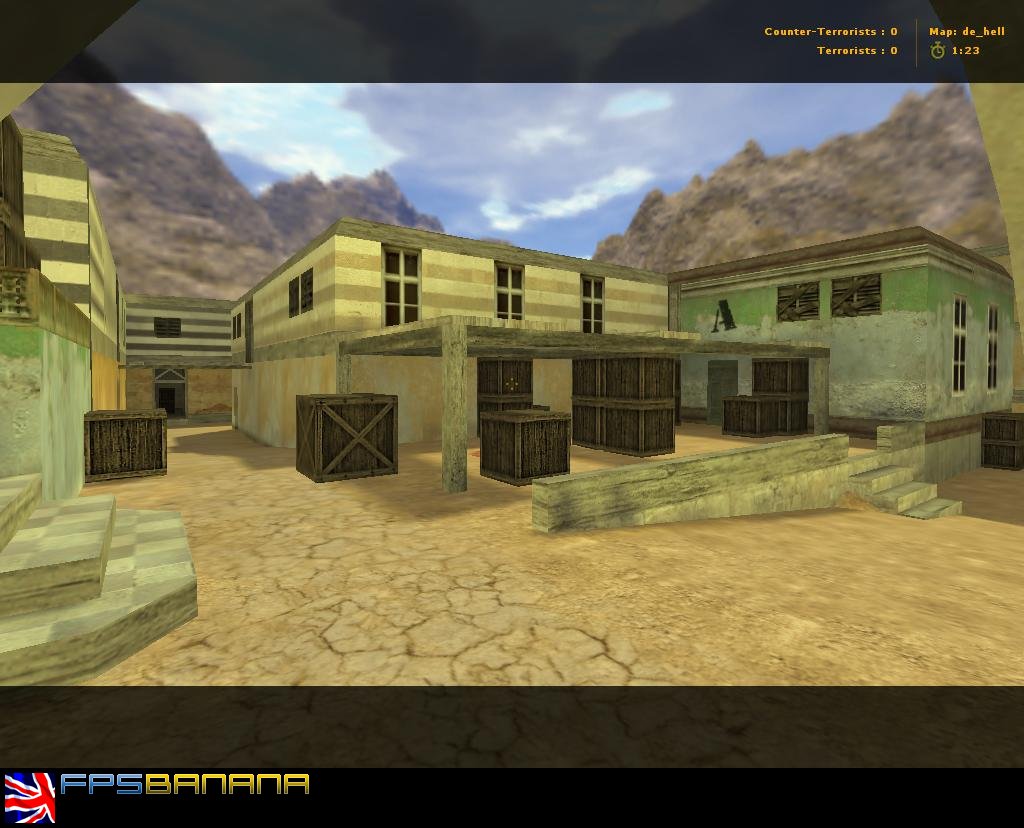 Counter-Terrorists : 0
Terrorists : 0
Map: de_hell
1:23
A
FPSBANANA